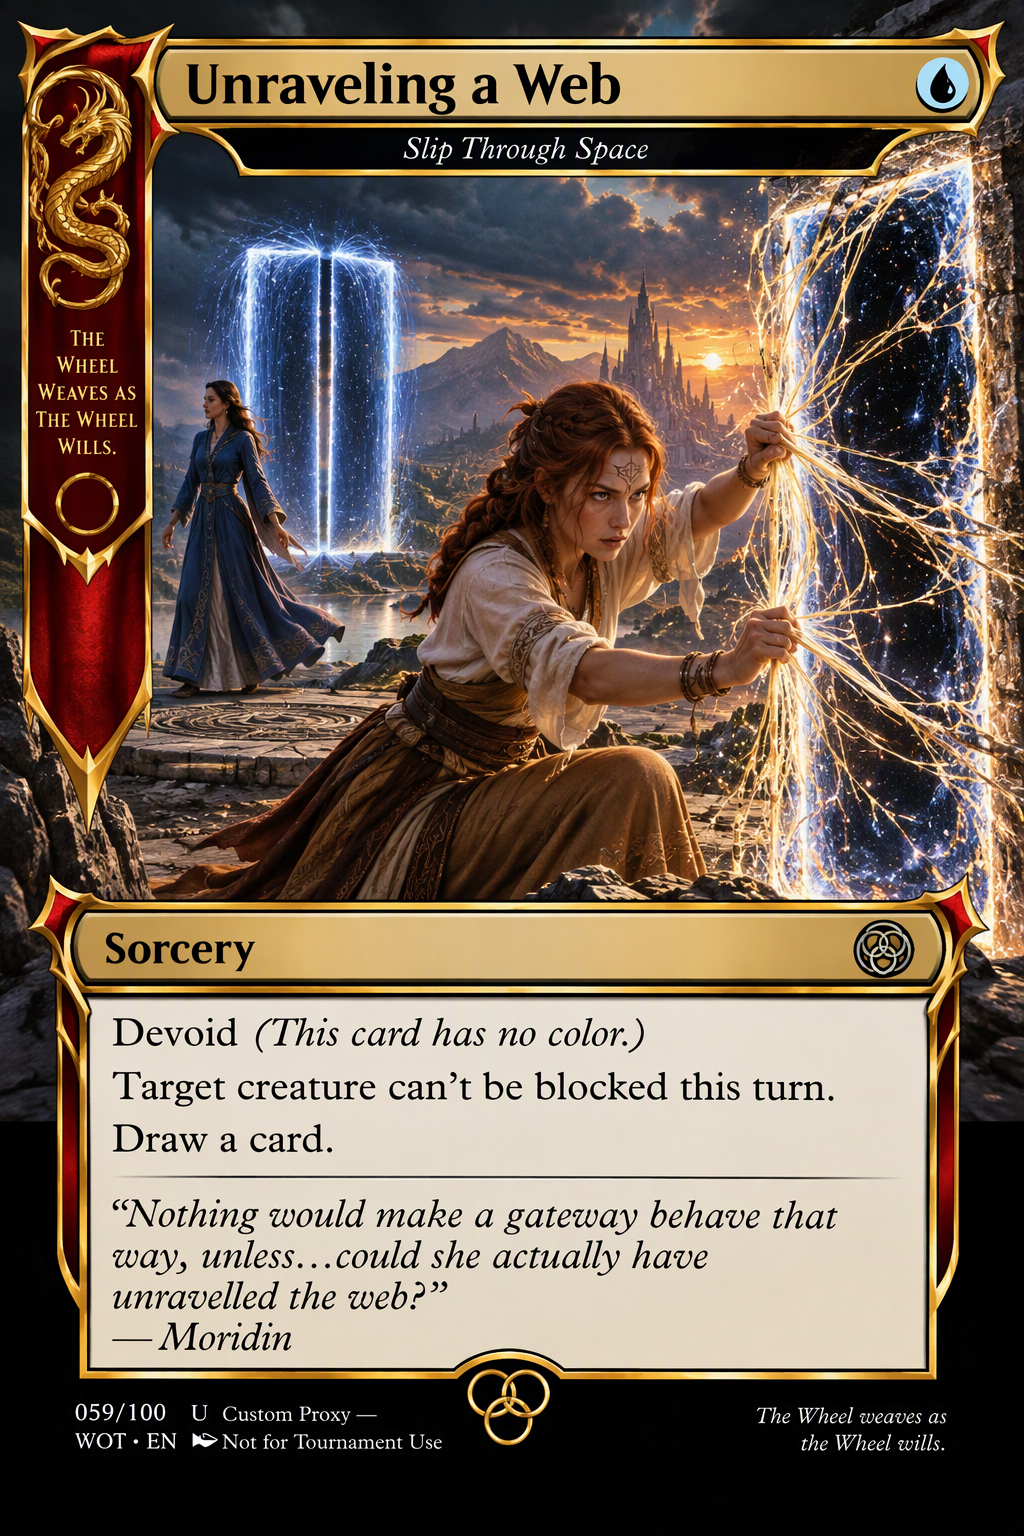 Unraveling a Web
Slip Through Space
THE
WHEEL
WEAVES AS
THE WHEEL
WILLS.
Sorcery
Devoid (This card has no color.)
Target creature can’t be blocked this turn.
Draw a card.
“Nothing would make a gateway behave that
way, unless…could she actually have
unravelled the web?”
— Moridin
059/100 U Custom Proxy —
WOT • EN Not for Tournament Use
The Wheel weaves as
the Wheel wills.